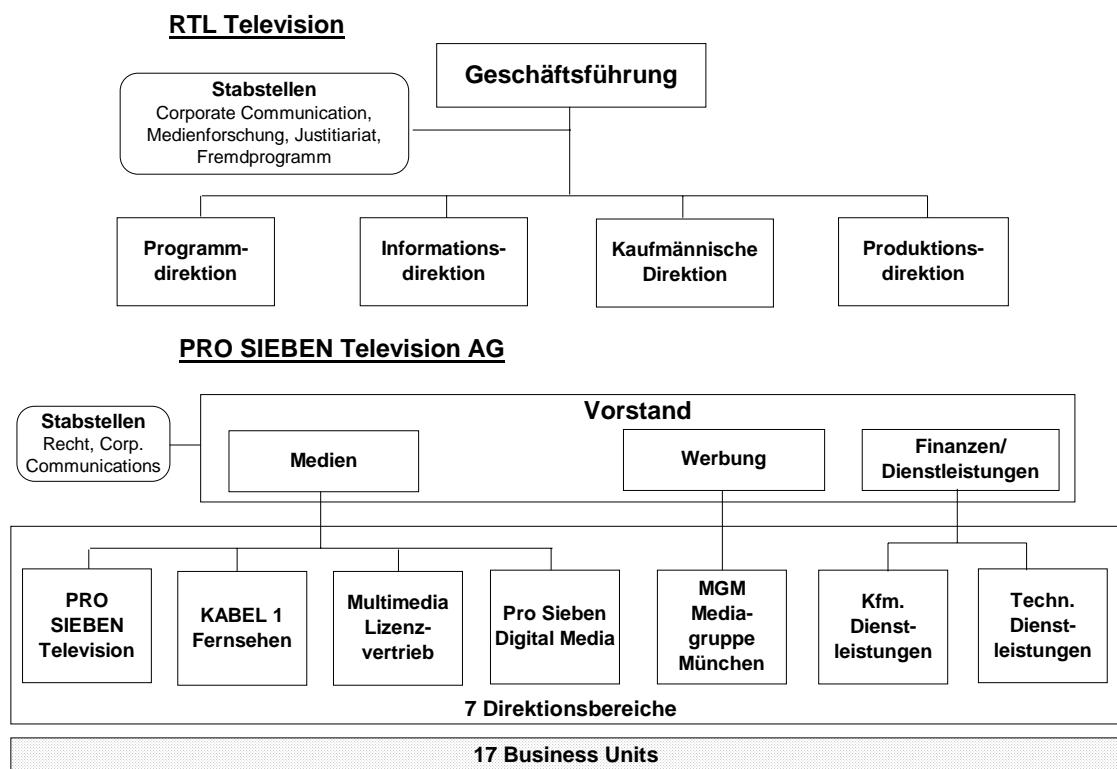 RTL Television
Geschäftsführung
Stabstellen
Corporate Communication,
Medienforschung, Justitiariat,
Fremdprogramm
Programm-
direktion
Informations-
direktion
Kaufmännische
Direktion
Produktions-
direktion
PRO SIEBEN Television AG
Stabstellen
Recht, Corp.
Communications
Vorstand
Medien
Werbung
Finanzen/
Dienstleistungen
PRO
SIEBEN
Television
KABEL 1
Fernsehen
Multimedia
Lizenz-
vertrieb
Pro Sieben
Digital Media
MGM
Media-
gruppe
München
Kfm.
Dienst-
leistungen
Techn.
Dienst-
leistungen
7 Direktionsbereiche
17 Business Units